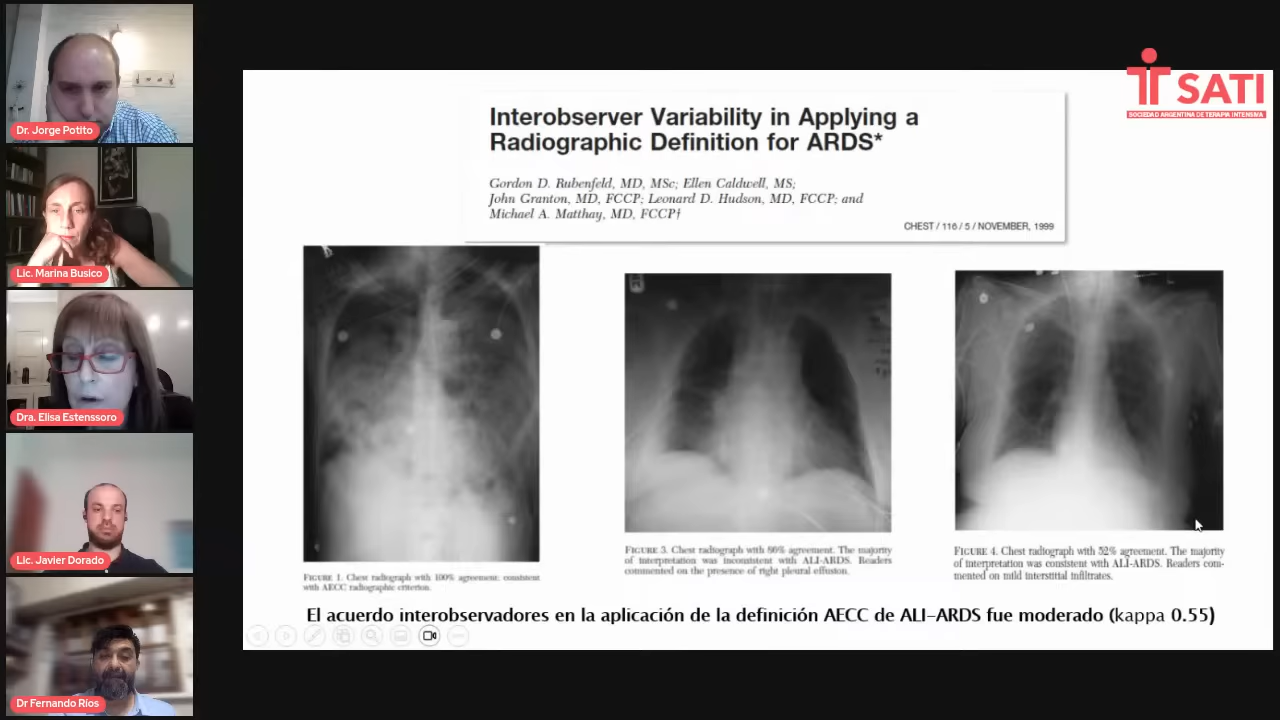 Dr. Jorge Potito
Lic. Marina Busico
Dra. Elisa Estenssoro
Lic. Javier Dorado
Dr Fernando Ríos
SATI
SOCIEDAD ARGENTINA DE TERAPIA INTENSIVA
Interobserver Variability in Applying a
Radiographic Definition for ARDS*
Gordon D. Rubenfeld, MD, MSc; Ellen Caldwell, MS;
John Granton, MD, FCCP; Leonard D. Hudson, MD, FCCP; and
Michael A. Matthay, MD, FCCP†
CHEST / 116 / 5 / NOVEMBER, 1999
FIGURE 1. Chest radiograph with 100% agreement; consistent
with AECC radiographic criterion.
FIGURE 3. Chest radiograph with agreement. The majority
of interpretation was inconsistent with ALI-ARDS. Readers
commented on the presence of right pleural effusion.
FIGURE 4. Chest radiograph with 52% agreement. The majority
of interpretation was consistent with ALI-ARDS. Readers com-
mented on mild interstitial infiltrates.
El acuerdo interobservadores en la aplicación de la definición AECC de ALI–ARDS fue moderado (kappa 0.55)